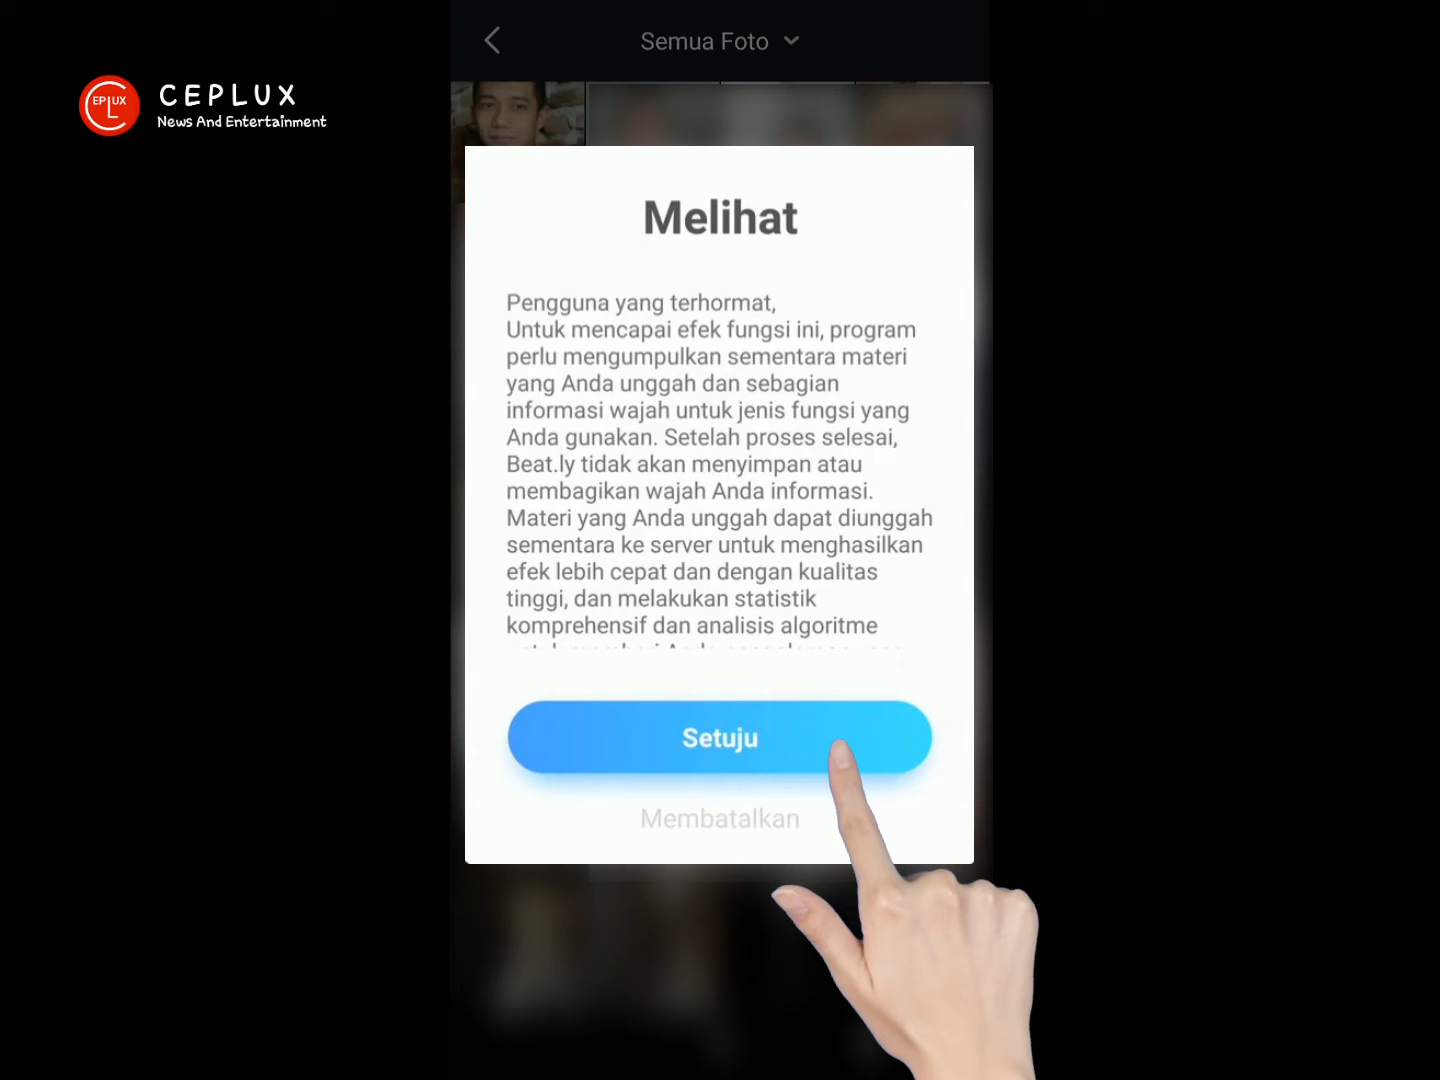 Semua Foto
EPLUX
CEPLUX
News And Entertainment
Melihat
Pengguna yang terhormat,
Untuk mencapai efek fungsi ini, program
perlu mengumpulkan sementara materi
yang Anda unggah dan sebagian
informasi wajah untuk jenis fungsi yang
Anda gunakan. Setelah proses selesai,
Beat.ly tidak akan menyimpan atau
membagikan wajah Anda informasi.
Materi yang Anda unggah dapat diunggah
sementara ke server untuk menghasilkan
efek lebih cepat dan dengan kualitas
tinggi, dan melakukan statistik
komprehensif dan analisis algoritme
Setuju
Membatalkan